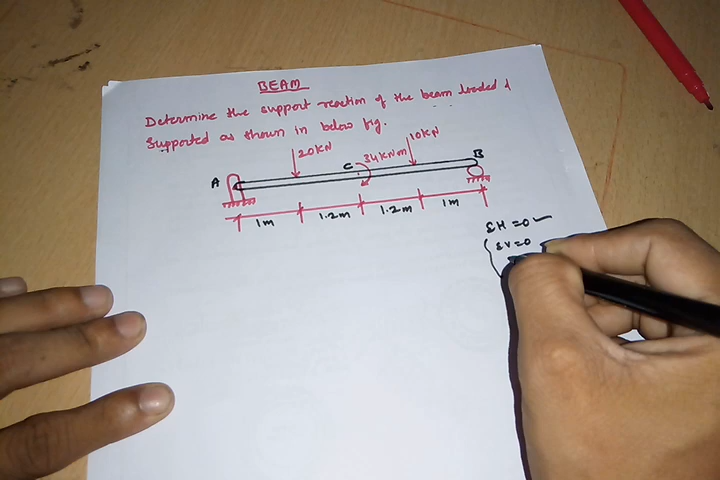 BEAM
Determine the support reaction of the beam loaded &
supported as shown in below fig.
20KN
10KN
C
34KNm
B
A
1m
1.2m
1.2m
1m
ΣH=0
ΣV=0